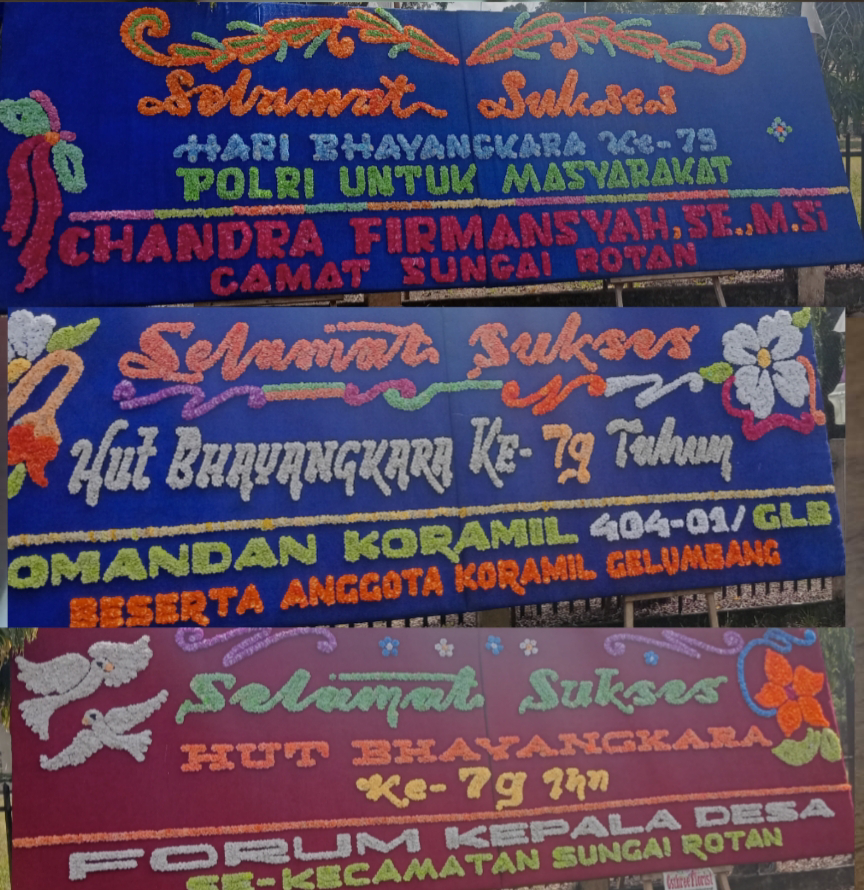 Selamat Sukses
HARI BHAYANGKARA Ke-79
POLRI UNTUK MASYARAKAT
CHANDRA FIRMANSYAH, SE., M.Si
CAMAT SUNGAI ROTAN
Selamat Sukses
Hut BHAYANGKARA KE-79 Tahun
OMANDAN KORAMIL 404-01/GLB
BESERTA ANGGOTA KORAMIL GELUMBANG
Selamat Sukses
HUT BHAYANGKARA
Ke-79 Thn
FORUM KEPALA DESA
SE-KECAMATAN SUNGAI ROTAN